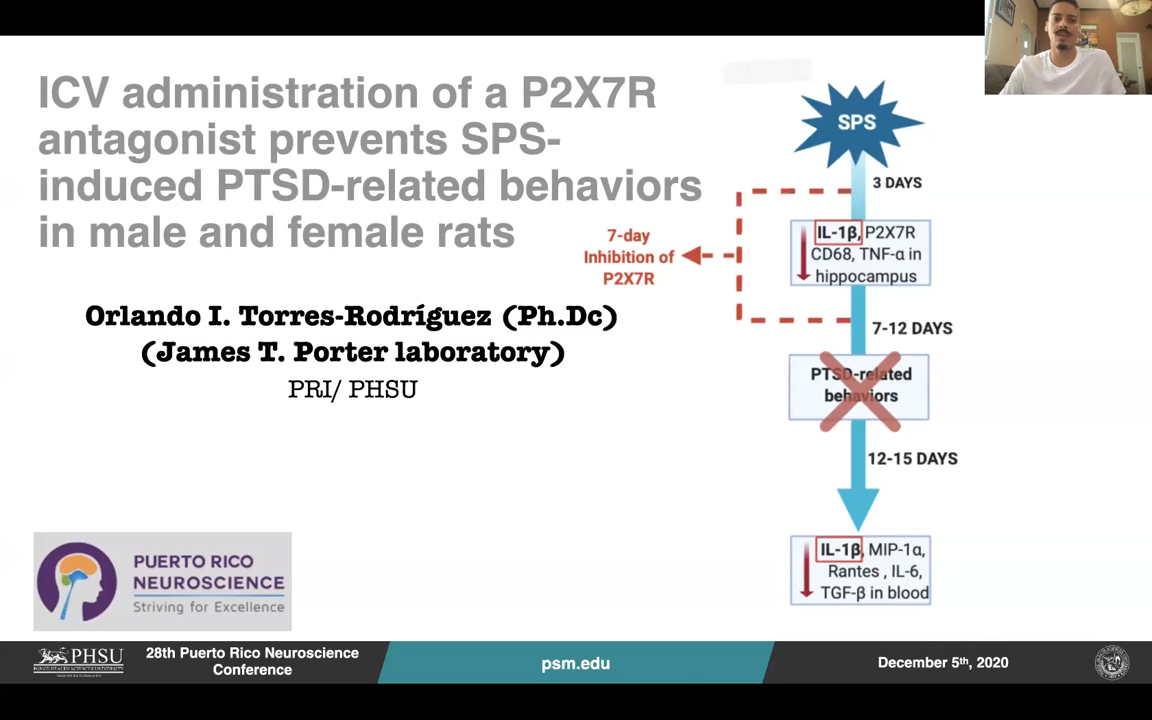 ICV administration of a P2X7R
antagonist prevents SPS-
induced PTSD-related behaviors
in male and female rats
Orlando I. Torres-Rodríguez (Ph.Dc)
(James T. Porter laboratory)
PRI/ PHSU
SPS
3 DAYS
7-day
Inhibition of
P2X7R
IL-1β, P2X7R
CD68, TNF-α in
hippocampus
7-12 DAYS
PTSD-related
behaviors
12-15 DAYS
IL-1β, MIP-1α,
Rantes , IL-6,
TGF-β in blood
PUERTO RICO
NEUROSCIENCE
Striving for Excellence
PHSU
28th Puerto Rico Neuroscience
Conference
psm.edu
December 5th, 2020